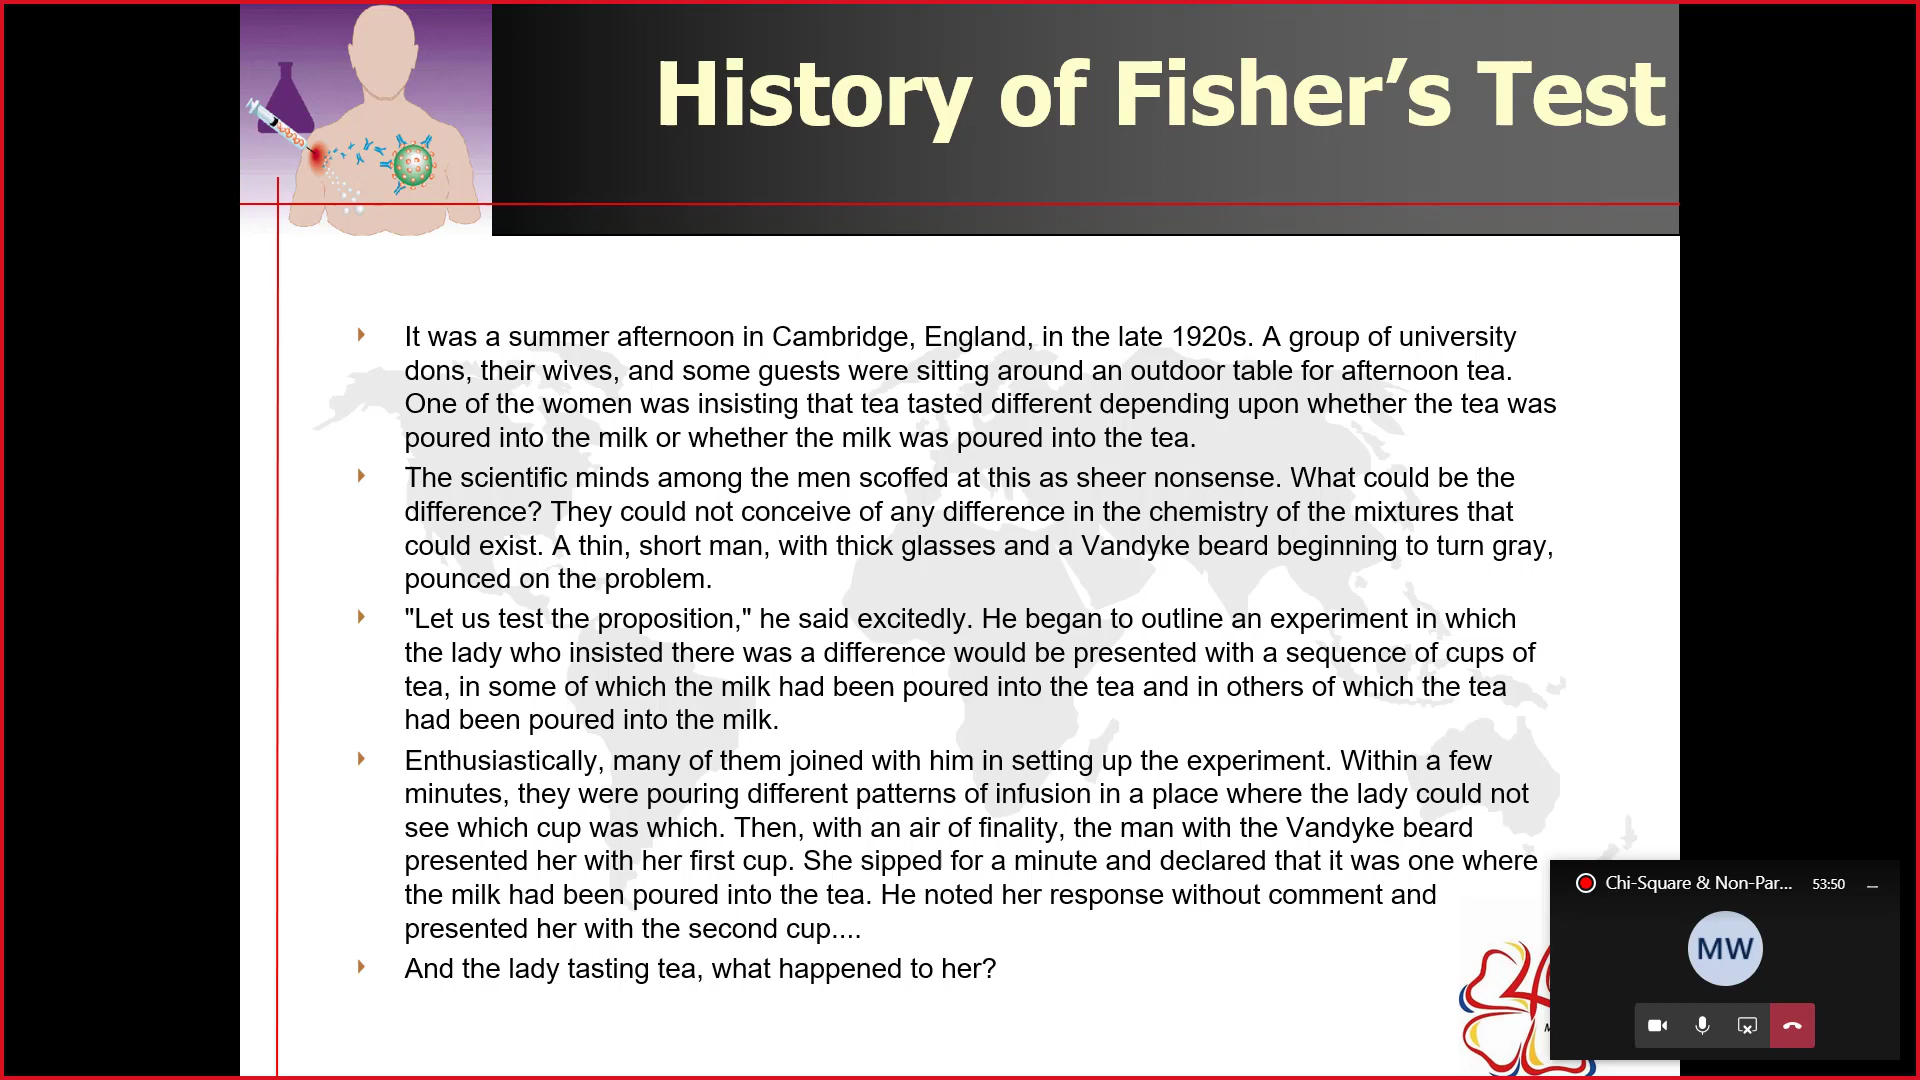 History of Fisher’s Test
It was a summer afternoon in Cambridge, England, in the late 1920s. A group of university
dons, their wives, and some guests were sitting around an outdoor table for afternoon tea.
One of the women was insisting that tea tasted different depending upon whether the tea was
poured into the milk or whether the milk was poured into the tea.
The scientific minds among the men scoffed at this as sheer nonsense. What could be the
difference? They could not conceive of any difference in the chemistry of the mixtures that
could exist. A thin, short man, with thick glasses and a Vandyke beard beginning to turn gray,
pounced on the problem.
"Let us test the proposition," he said excitedly. He began to outline an experiment in which
the lady who insisted there was a difference would be presented with a sequence of cups of
tea, in some of which the milk had been poured into the tea and in others of which the tea
had been poured into the milk.
Enthusiastically, many of them joined with him in setting up the experiment. Within a few
minutes, they were pouring different patterns of infusion in a place where the lady could not
see which cup was which. Then, with an air of finality, the man with the Vandyke beard
presented her with her first cup. She sipped for a minute and declared that it was one where
the milk had been poured into the tea. He noted her response without comment and
presented her with the second cup....
And the lady tasting tea, what happened to her?
Chi-Square & Non-Par... 53:50
MW